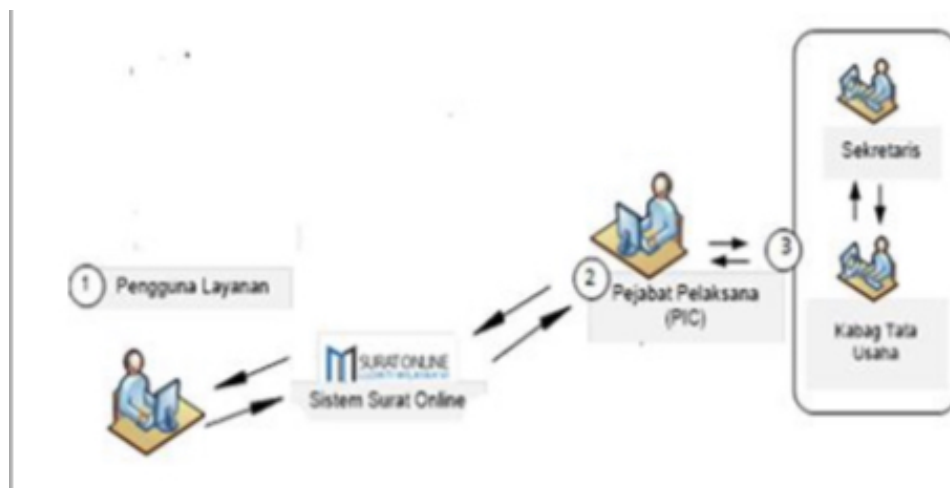 Sekretaris
3
2
Pejabat Pelaksana
(PIC)
Kabag Tata
Usaha
1
Pengguna Layanan
SURAT ONLINE
Sistem Surat Online